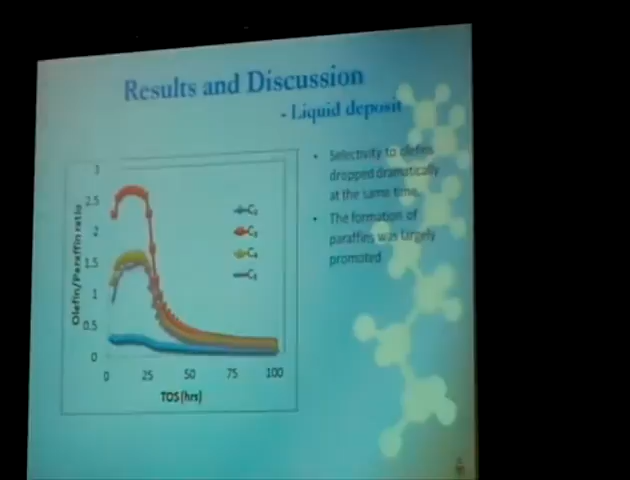 Results and Discussion
- Liquid deposit
• Selectivity to olefins
dropped dramatically
at the same time.
• The formation of
paraffins was largely
promoted
Olefin/Paraffin ratio
2.5
2
1.5
1
0.5
0
C₂
C₃
C₄
C₅
0 25 50 75 100
TOS (hrs)